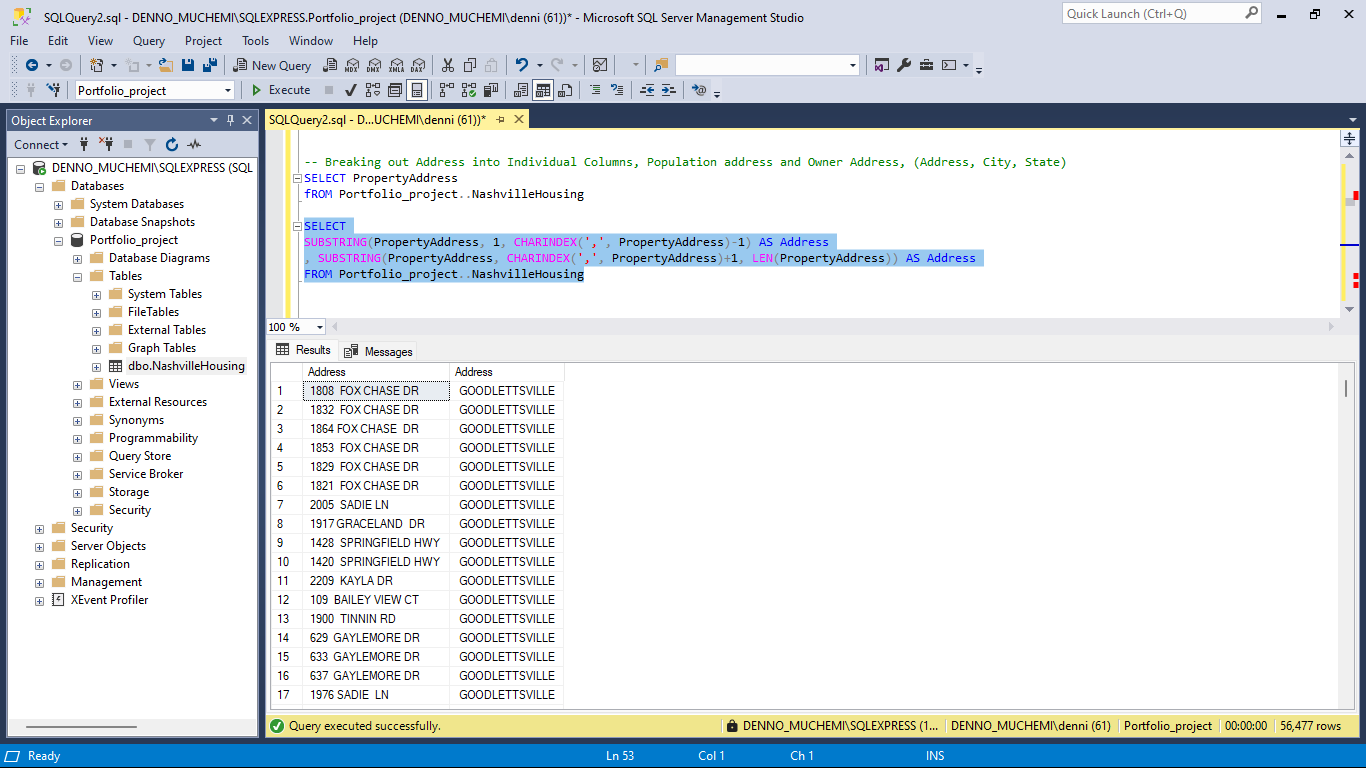 SQLQuery2.sql - DENNO_MUCHEMI\SQLEXPRESS.Portfolio_project (DENNO_MUCHEMI\denni (61))* - Microsoft SQL Server Management Studio
Quick Launch (Ctrl+Q)
File Edit View Query Project Tools Window Help
New Query MDX DMX XMLA DAX
Portfolio_project Execute
Object Explorer
Connect
DENNO_MUCHEMI\SQLEXPRESS (SQL
Databases
System Databases
Database Snapshots
Portfolio_project
Database Diagrams
Tables
System Tables
FileTables
External Tables
Graph Tables
dbo.NashvilleHousing
Views
External Resources
Synonyms
Programmability
Query Store
Service Broker
Storage
Security
Security
Server Objects
Replication
Management
XEvent Profiler
SQLQuery2.sql - D...UCHEMI\denni (61))*
-- Breaking out Address into Individual Columns, Population address and Owner Address, (Address, City, State)
SELECT PropertyAddress
fROM Portfolio_project..NashvilleHousing
SELECT
SUBSTRING(PropertyAddress, 1, CHARINDEX(',', PropertyAddress)-1) AS Address
, SUBSTRING(PropertyAddress, CHARINDEX(',', PropertyAddress)+1, LEN(PropertyAddress)) AS Address
FROM Portfolio_project..NashvilleHousing
100 %
Results Messages
Address Address
1 1808 FOX CHASE DR GOODLETTSVILLE
2 1832 FOX CHASE DR GOODLETTSVILLE
3 1864 FOX CHASE DR GOODLETTSVILLE
4 1853 FOX CHASE DR GOODLETTSVILLE
5 1829 FOX CHASE DR GOODLETTSVILLE
6 1821 FOX CHASE DR GOODLETTSVILLE
7 2005 SADIE LN GOODLETTSVILLE
8 1917 GRACELAND DR GOODLETTSVILLE
9 1428 SPRINGFIELD HWY GOODLETTSVILLE
10 1420 SPRINGFIELD HWY GOODLETTSVILLE
11 2209 KAYLA DR GOODLETTSVILLE
12 109 BAILEY VIEW CT GOODLETTSVILLE
13 1900 TINNIN RD GOODLETTSVILLE
14 629 GAYLEMORE DR GOODLETTSVILLE
15 633 GAYLEMORE DR GOODLETTSVILLE
16 637 GAYLEMORE DR GOODLETTSVILLE
17 1976 SADIE LN GOODLETTSVILLE
Query executed successfully. DENNO_MUCHEMI\SQLEXPRESS (1... DENNO_MUCHEMI\denni (61) Portfolio_project 00:00:00 56,477 rows
Ready Ln 53 Col 1 Ch 1 INS